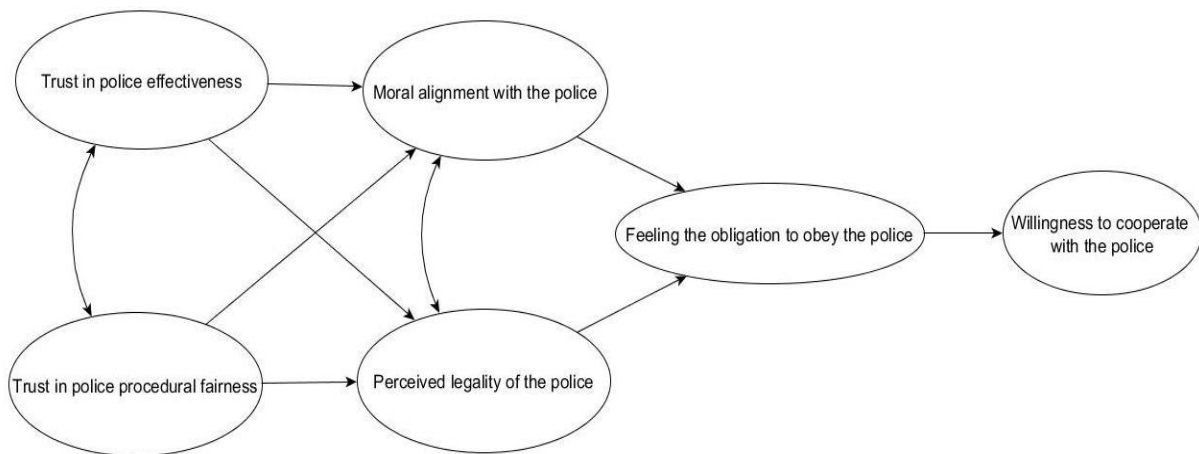 Trust in police effectiveness
Moral alignment with the police
Feeling the obligation to obey the police
Willingness to cooperate
with the police
Trust in police procedural fairness
Perceived legality of the police